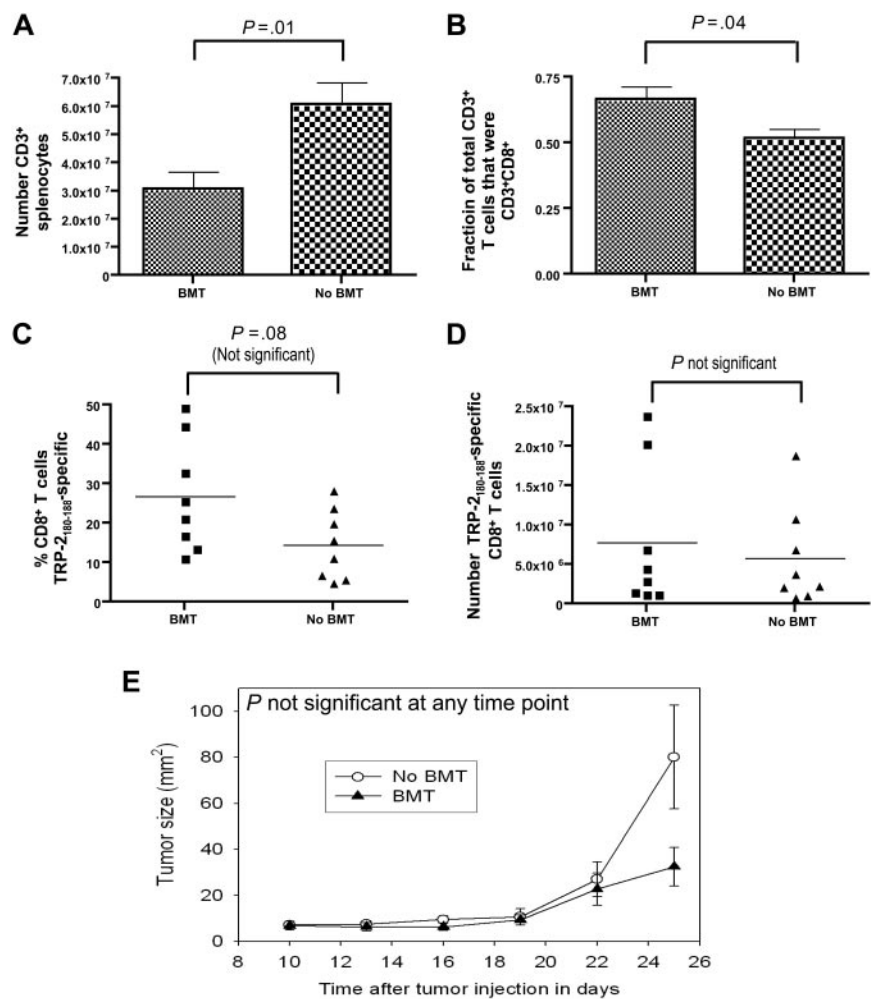 A
P = .01
Number CD3+
splenocytes
7.0x10 7
6.0x10 7
5.0x10 7
4.0x10 7
3.0x10 7
2.0x10 7
1.0x10 7
0
BMT
No BMT
B
P = .04
Fractioin of total CD3+
T cells that were
CD3+CD8+
0.75
0.50
0.25
0.00
BMT
No BMT
C
P = .08
(Not significant)
% CD8+ T cells
TRP-2180-188-specific
50
40
30
20
10
0
BMT
No BMT
D
P not significant
Number TRP-2180-188-specific
CD8+ T cells
2.5x10 7
2.0x10 7
1.5x10 7
1.0x10 7
5.0x10 6
0
BMT
No BMT
E
P not significant at any time point
Tumor size (mm2)
100
80
60
40
20
0
No BMT
BMT
8 10 12 14 16 18 20 22 24 26
Time after tumor injection in days